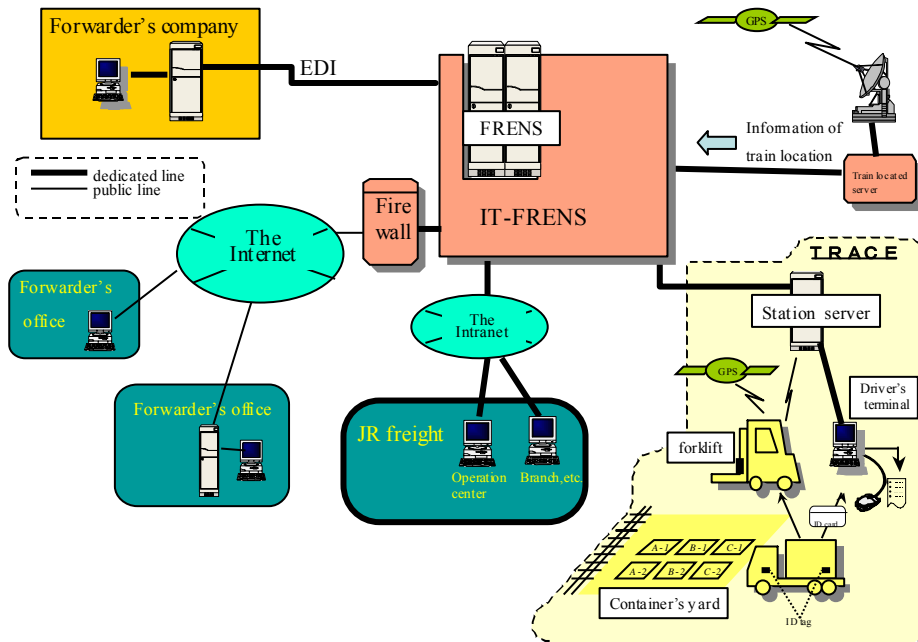 Forwarder's company
EDI
FRENS
GPS
Information of
train location
Train located
server
dedicated line
public line
Fire
wall
IT-FRENS
The
Internet
TRACE
Forwarder's
office
The
Intranet
Station server
GPS
Driver's
terminal
Forwarder's office
JR freight
Operation
center
Branch,etc.
forklift
ID card
A-1 B-1 C-1
A-2 B-2 C-2
Container's yard
ID tag